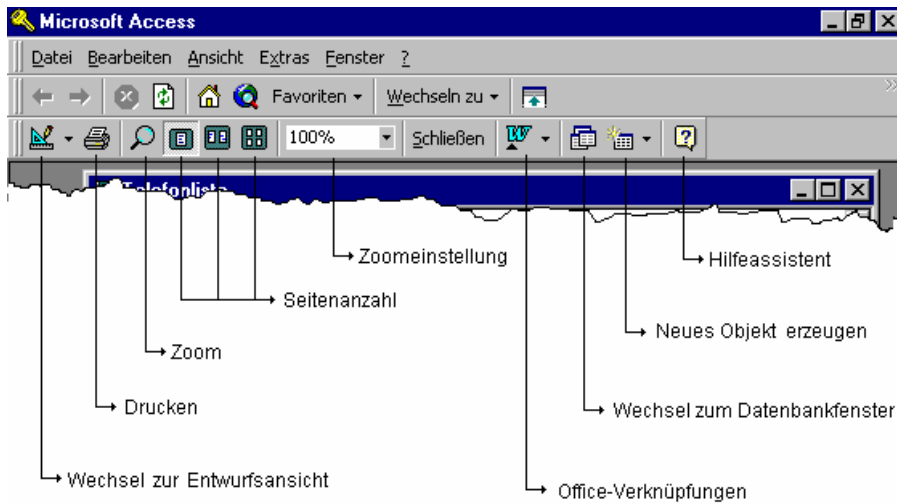 Microsoft Access
Datei Bearbeiten Ansicht Extras Fenster ?
Favoriten Wechseln zu
100% Schließen
Telefonliste
Zoomeinstellung
Hilfeassistent
Seitenanzahl
Neues Objekt erzeugen
Zoom
Drucken
Wechsel zum Datenbankfenster
Wechsel zur Entwurfsansicht
Office-Verknüpfungen